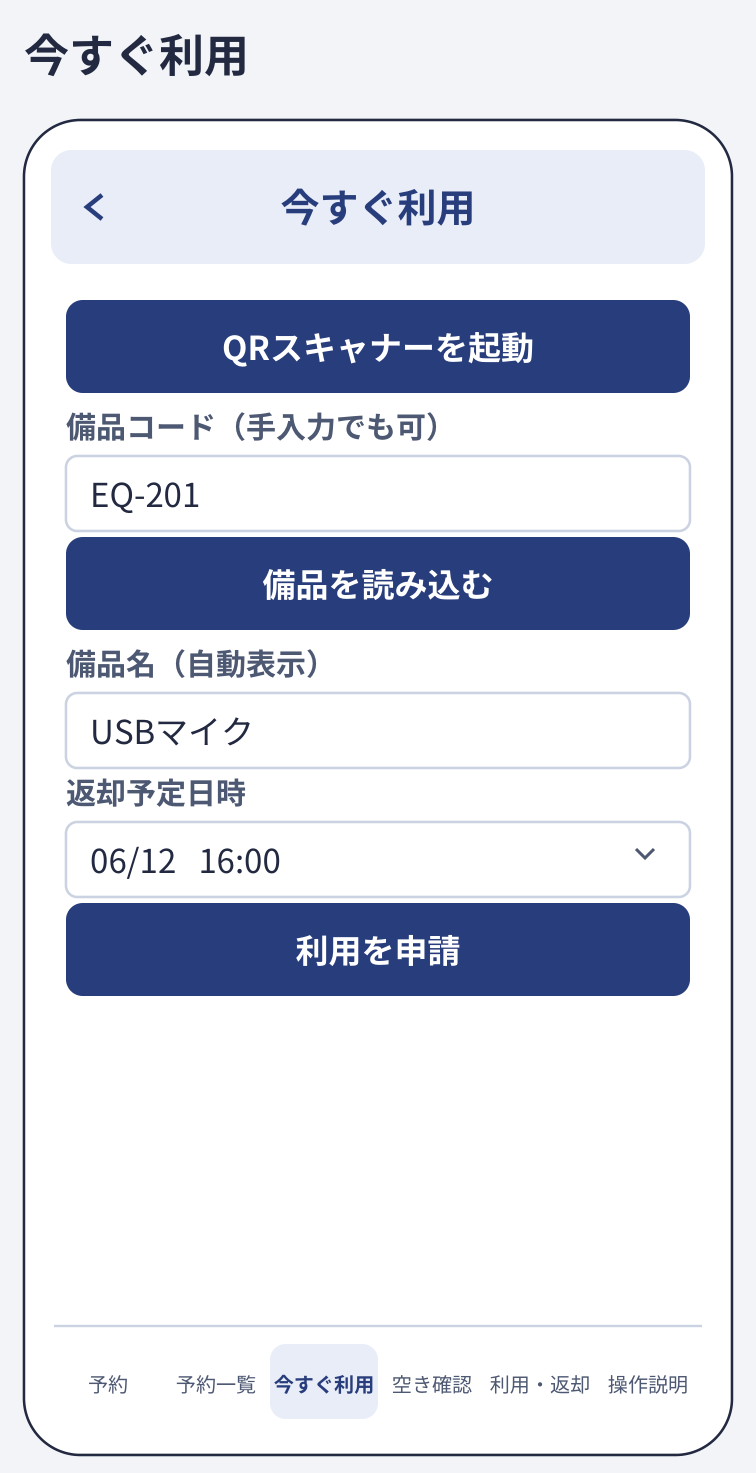 今すぐ利用
今すぐ利用
QRスキャナーを起動
備品コード（手入力でも可）
EQ-201
備品を読み込む
備品名（自動表示）
USBマイク
返却予定日時
06/12 16:00
利用を申請
予約 予約一覧 今すぐ利用 空き確認 利用・返却 操作説明